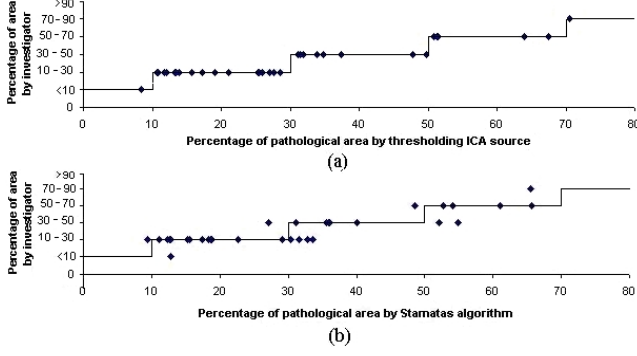 Percentage of area
by investigator
>90
70 - 90
50 - 70
30 - 50
10 - 30
<10
0
0 10 20 30 40 50 60 70 80
Percentage of pathological area by thresholding ICA source
(a)
Percentage of area
by investigator
>90
70 - 90
50 - 70
30 - 50
10 - 30
<10
0
0 10 20 30 40 50 60 70 80
Percentage of pathological area by Stamatas algorithm
(b)